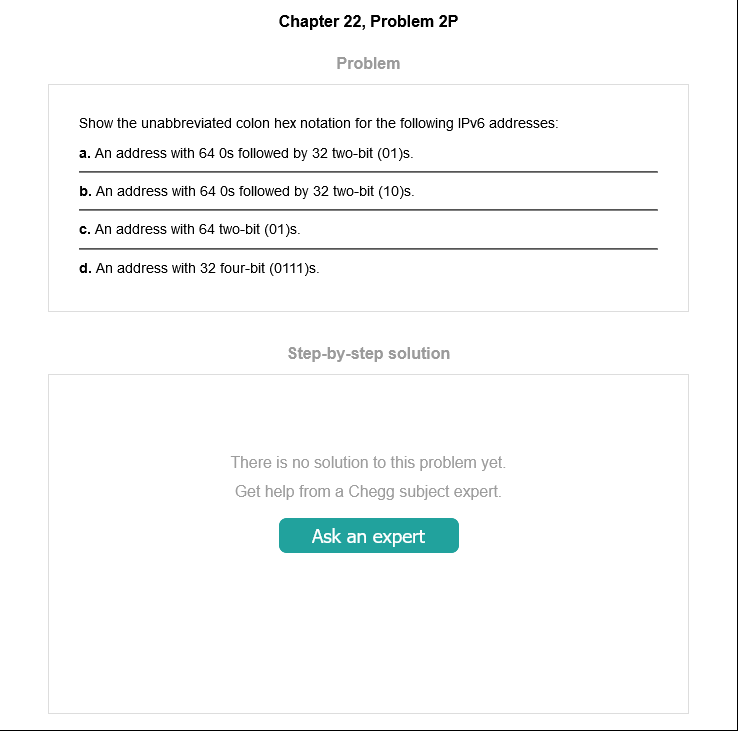 Chapter 22, Problem 2P
Problem
Show the unabbreviated colon hex notation for the following IPv6 addresses:
a. An address with 64 0s followed by 32 two-bit (01)s.
b. An address with 64 0s followed by 32 two-bit (10)s.
c. An address with 64 two-bit (01)s.
d. An address with 32 four-bit (0111)s.
Step-by-step solution
There is no solution to this problem yet.
Get help from a Chegg subject expert.
Ask an expert